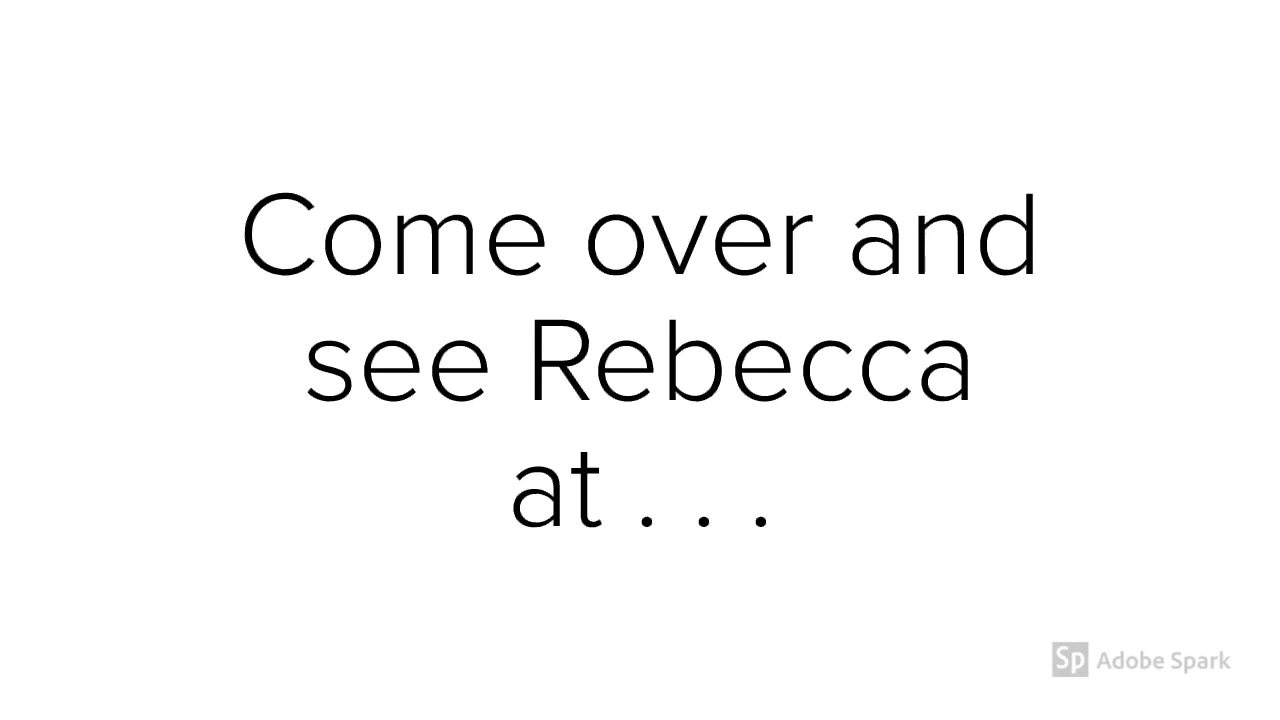 Come over and
see Rebecca
at . . .
Sp Adobe Spark